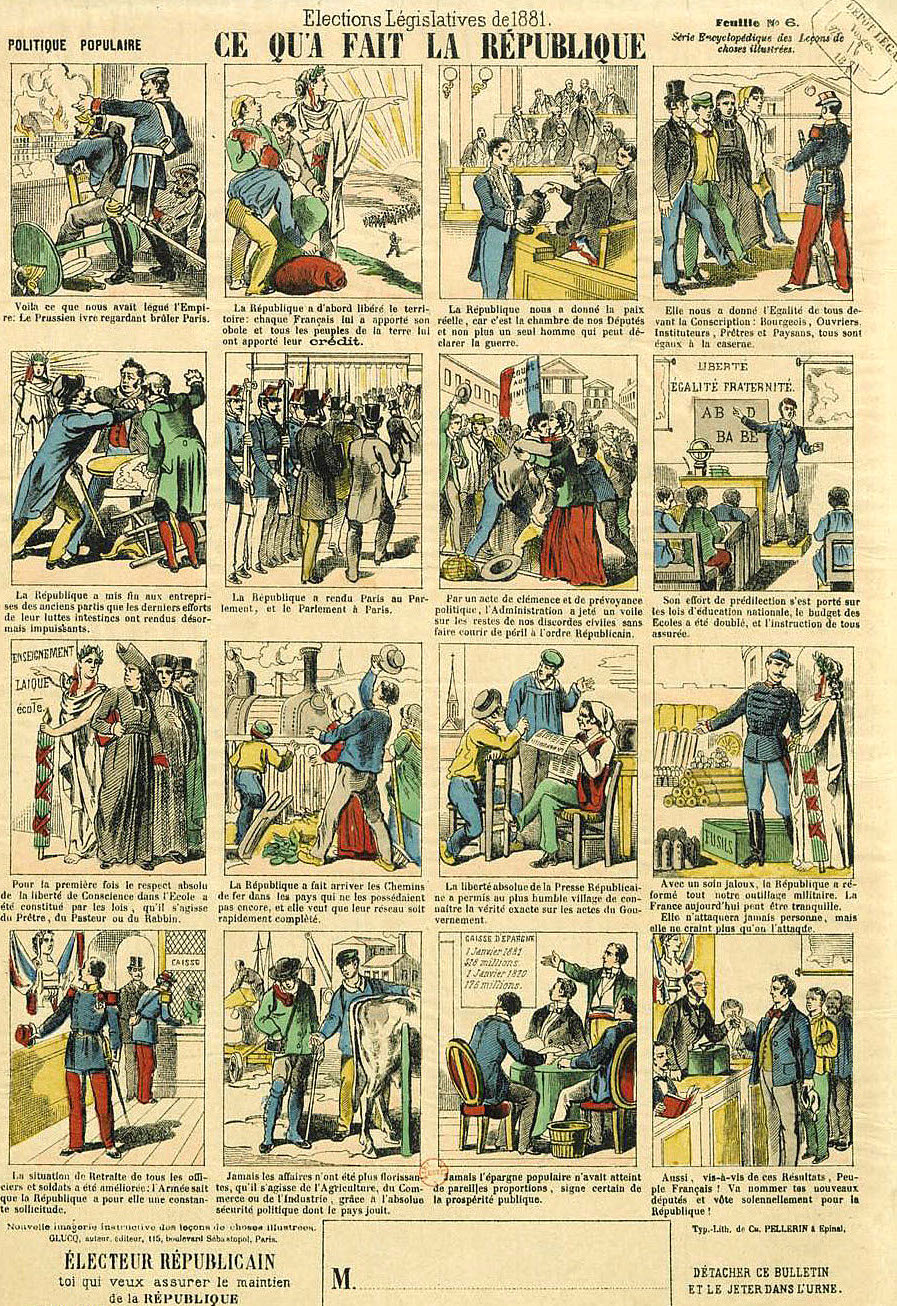 Elections Législatives de 1881.
POLITIQUE POPULAIRE
CE QU'A FAIT LA RÉPUBLIQUE
Feuille No 6.
Série Encyclopédique des Leçons de
choses illustrées.
DEPOT LEGAL
Vosges
Voila ce que nous avait légué l'Empi-
re: Le Prussien ivre regardant brûler Paris.
La République a d'abord libéré le terri-
toire: chaque Français lui a apporté son
obole et tous les peuples de la terre lui
ont apporté leur crédit.
La République nous a donné la paix
réelle, car c'est la chambre de nos Députés
et non plus un seul homme qui peut dé-
clarer la guerre.
Elle nous a donné l'Egalité de tous de-
vant la Conscription: Bourgeois, Ouvriers,
Instituteurs, Prêtres et Paysans, tous sont
égaux à la caserne.
La République a mis fin aux entrepri-
ses des anciens partis que les derniers efforts
de leur luttes intestincs ont rendus désor-
mais impuissants.
La République a rendu Paris au Par-
lement, et le Parlement à Paris.
AUX
Par un acte de clémence et de prévoyance
politique, l'Administration a jeté un voile
sur les restes de nos discordes civiles sans
faire courir de péril à l'ordre Républicain.
LIBERTE
ÉGALITÉ FRATERNITÉ.
AB C D
BA BE
Son effort de prédilection s'est porté sur
les lois d'éducation nationale, le budget des
Ecoles a été doublé, et l'instruction de tous
assurée.
ENSEIGNEMENT
LAIQUE
école.
Pour la première fois le respect absolu
de la liberté de Conscience dans l'Ecole a
été constitué par les lois, qu'il s'agisse
du Prêtre, du Pasteur ou du Rabbin.
La République a fait arriver les Chemins
de fer dans les pays qui ne les possédaient
pas encore, et elle veut que leur réseau soit
rapidement complété.
La liberté absolue de la Presse Républicai-
ne a permis au plus humble village de con-
naître la vérité exacte sur les actes du Gou-
vernement.
FUSILS
Avec un soin jaloux, la République a ré-
formé tout notre outillage militaire. La
France aujourd'hui peut être tranquille.
Elle n'attaquera jamais personne, mais
elle ne craint plus qu'on l'attaque.
CAISSE
La situation de Retraite de tous les offi-
ciers et soldats a été améliorée: l'Armée sait
que la République a pour elle une constan-
te sollicitude.
Jamais les affaires n'ont été plus florissan-
tes, qu'il s'agisse de l'Agriculture, du Com-
merce ou de l'Industrie, grâce à l'absolue
sécurité politique dont le pays jouit.
CAISSE D'ÉPARGNE
1 Janvier 1881
528 millions.
1 Janvier 1820
175 millions.
Jamais l'épargne populaire n'avait atteint
de pareilles proportions, signe certain de
la prospérité publique.
Aussi, vis-à-vis de ces Résultats, Peu-
ple Français! Va nommer tes nouveaux
députés et vôte solennellement pour la
République!
Nouvelle imagerie instructive des leçons de choses illustrées.
GLUCQ, auteur, éditeur, 115, boulevard Sébastopol, Paris.
Typ.-Lith. de Ch. PELLERIN à Epinal,
ÉLECTEUR RÉPUBLICAIN
toi qui veux assurer le maintien
de la RÉPUBLIQUE
M.
DÉTACHER CE BULLETIN
ET LE JETER DANS L'URNE.